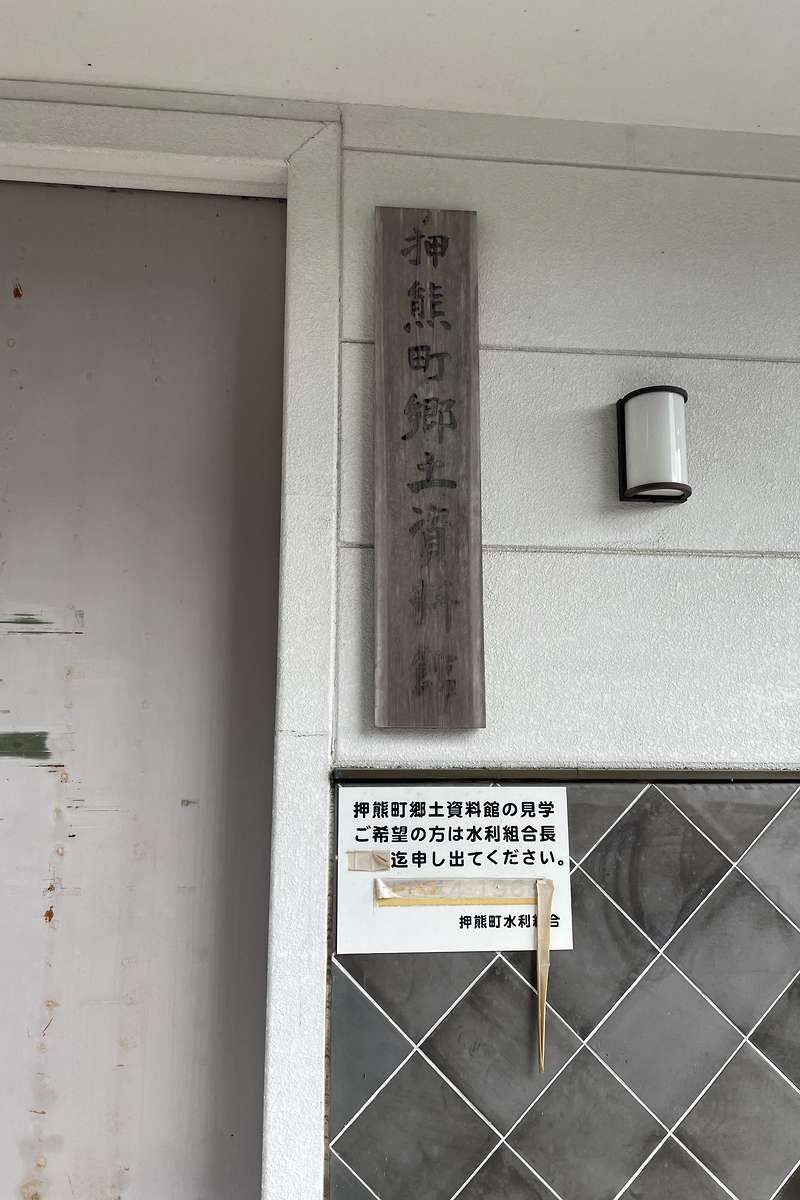 押熊町郷土資料館
押熊町郷土資料館の見学
ご希望の方は水利組合長
迄申し出てください。
押熊町水利組合